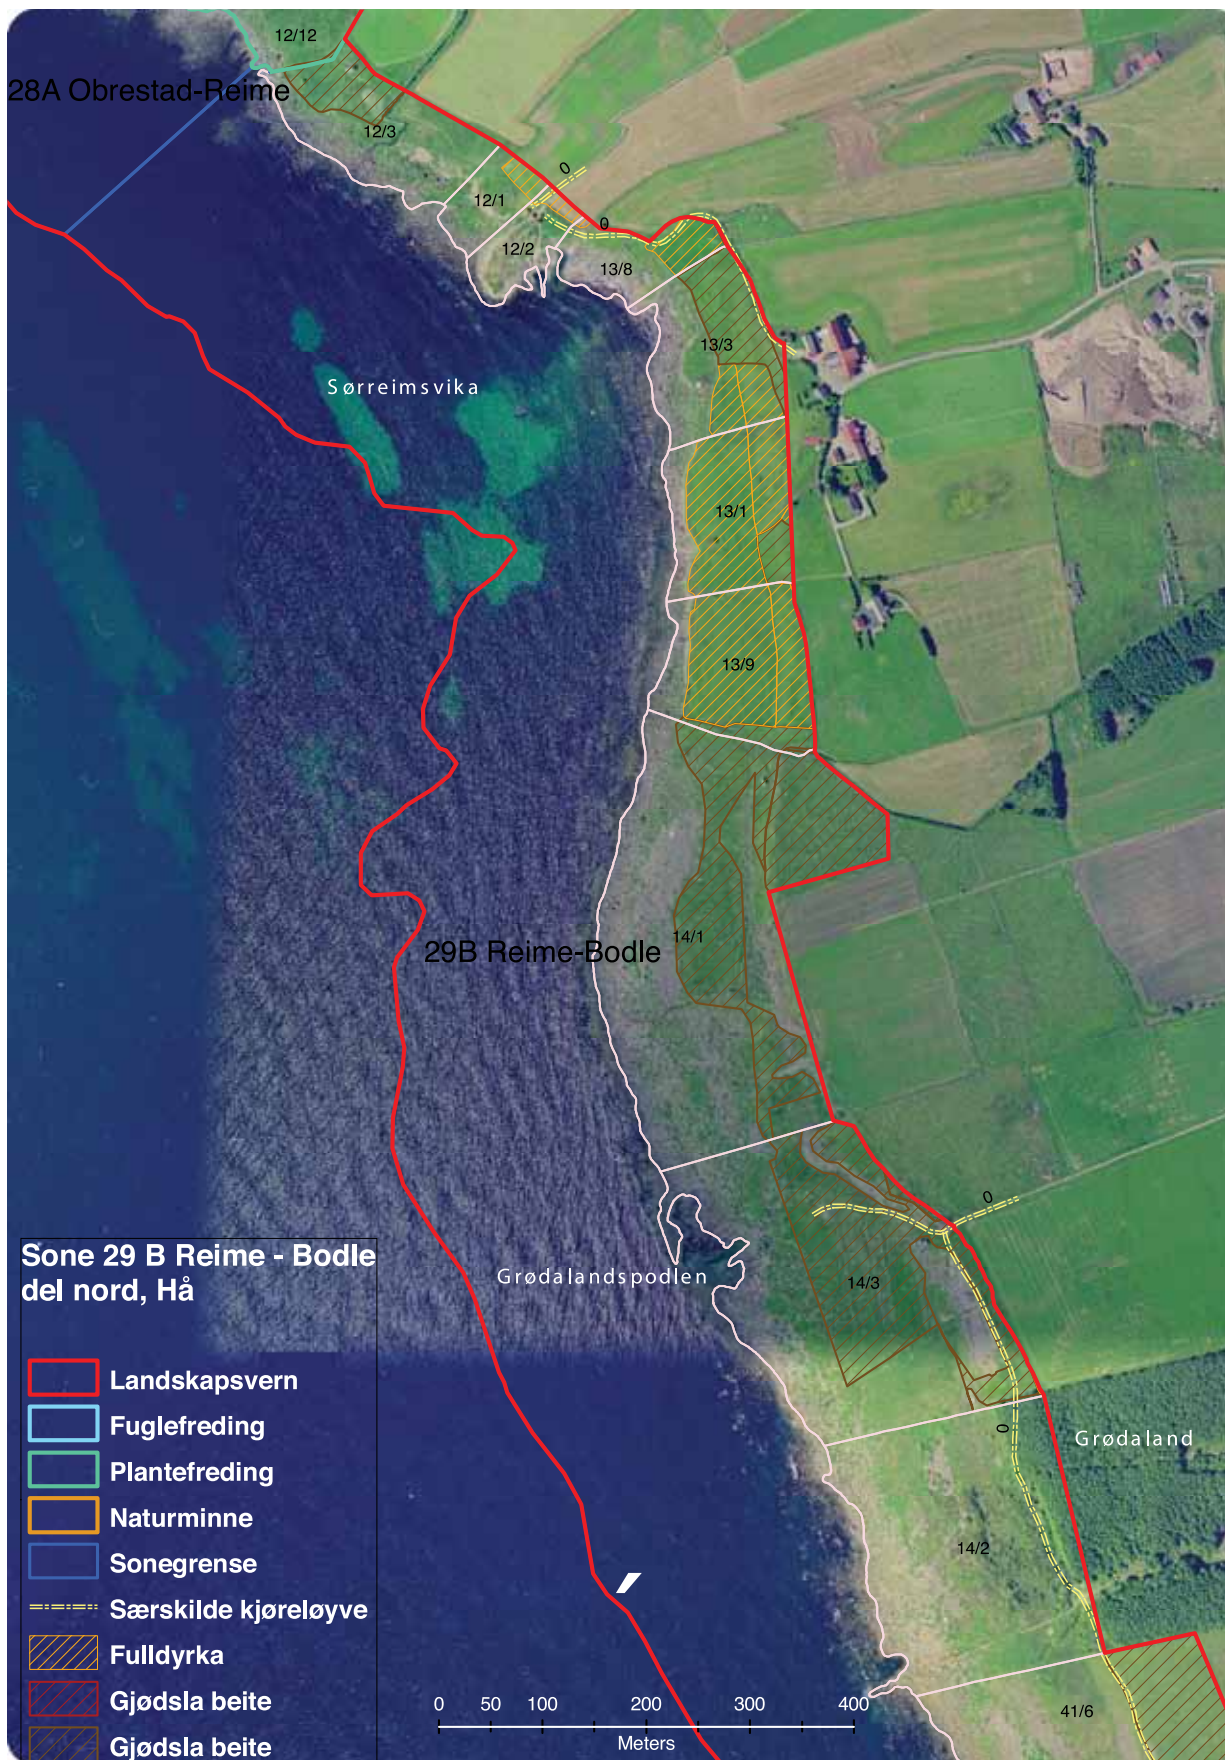 12/12
28A Obrestad-Reime
12/3
0
12/1
0
12/2
13/8
13/3
Sørreimsvika
13/1
13/9
14/1
29B Reime-Bodle
0
Sone 29 B Reime - Bodle
del nord, Hå
Grødalandspodlen
14/3
Landskapsvern
0
Fuglefreding
Grødaland
Plantefreding
Naturminne
14/2
Sonegrense
Særskilde kjøreløyve
Fulldyrka
Gjødsla beite
0 50 100 200 300 400
41/6
Meters
Gjødsla beite